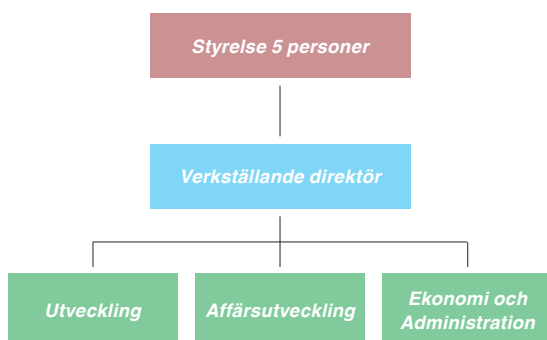 Styrelse 5 personer
Verkställande direktör
Utveckling
Affärsutveckling
Ekonomi och
Administration